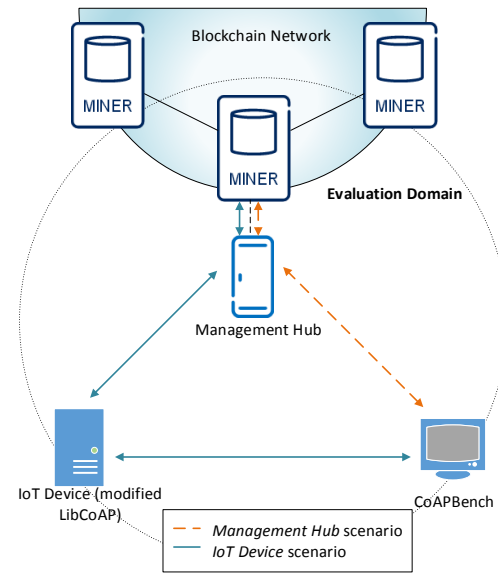 Blockchain Network
MINER
MINER
MINER
Evaluation Domain
Management Hub
IoT Device (modified
LibCoAP)
CoAPBench
Management Hub scenario
IoT Device scenario